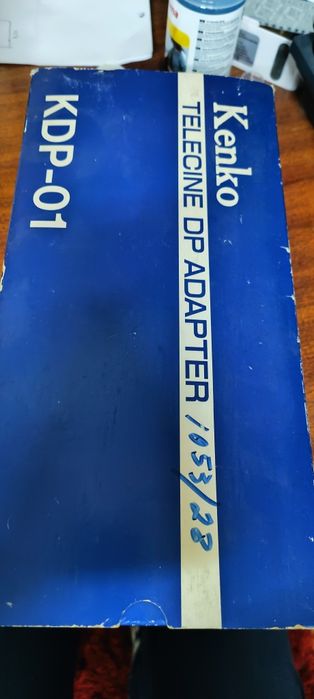 Kenko
TELECINE DP ADAPTER 1053/28
KDP-01